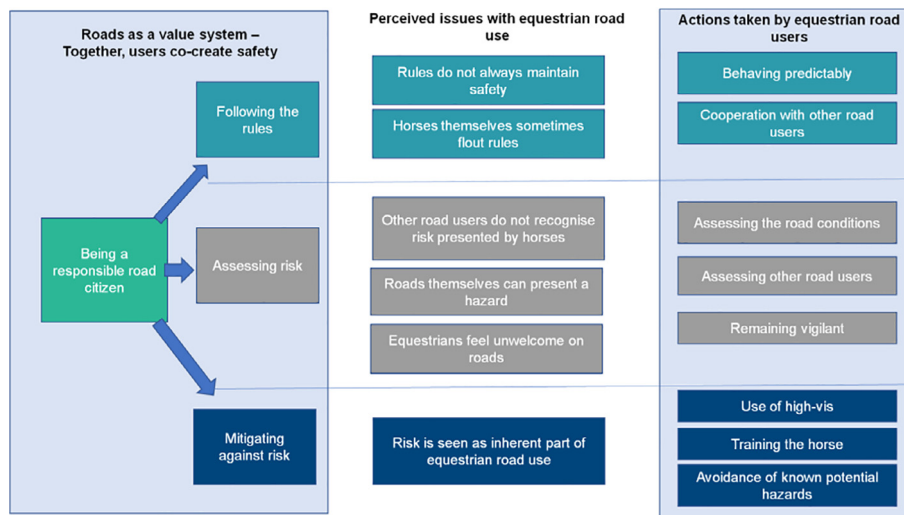 Roads as a value system –
Together, users co-create safety
Following the
rules
Being a
responsible road
citizen
Assessing risk
Mitigating
against risk
Perceived issues with equestrian road
use
Rules do not always maintain
safety
Horses themselves sometimes
flout rules
Other road users do not recognise
risk presented by horses
Roads themselves can present a
hazard
Equestrians feel unwelcome on
roads
Risk is seen as inherent part of
equestrian road use
Actions taken by equestrian road
users
Behaving predictably
Cooperation with other road
users
Assessing the road conditions
Assessing other road users
Remaining vigilant
Use of high-vis
Training the horse
Avoidance of known potential
hazards